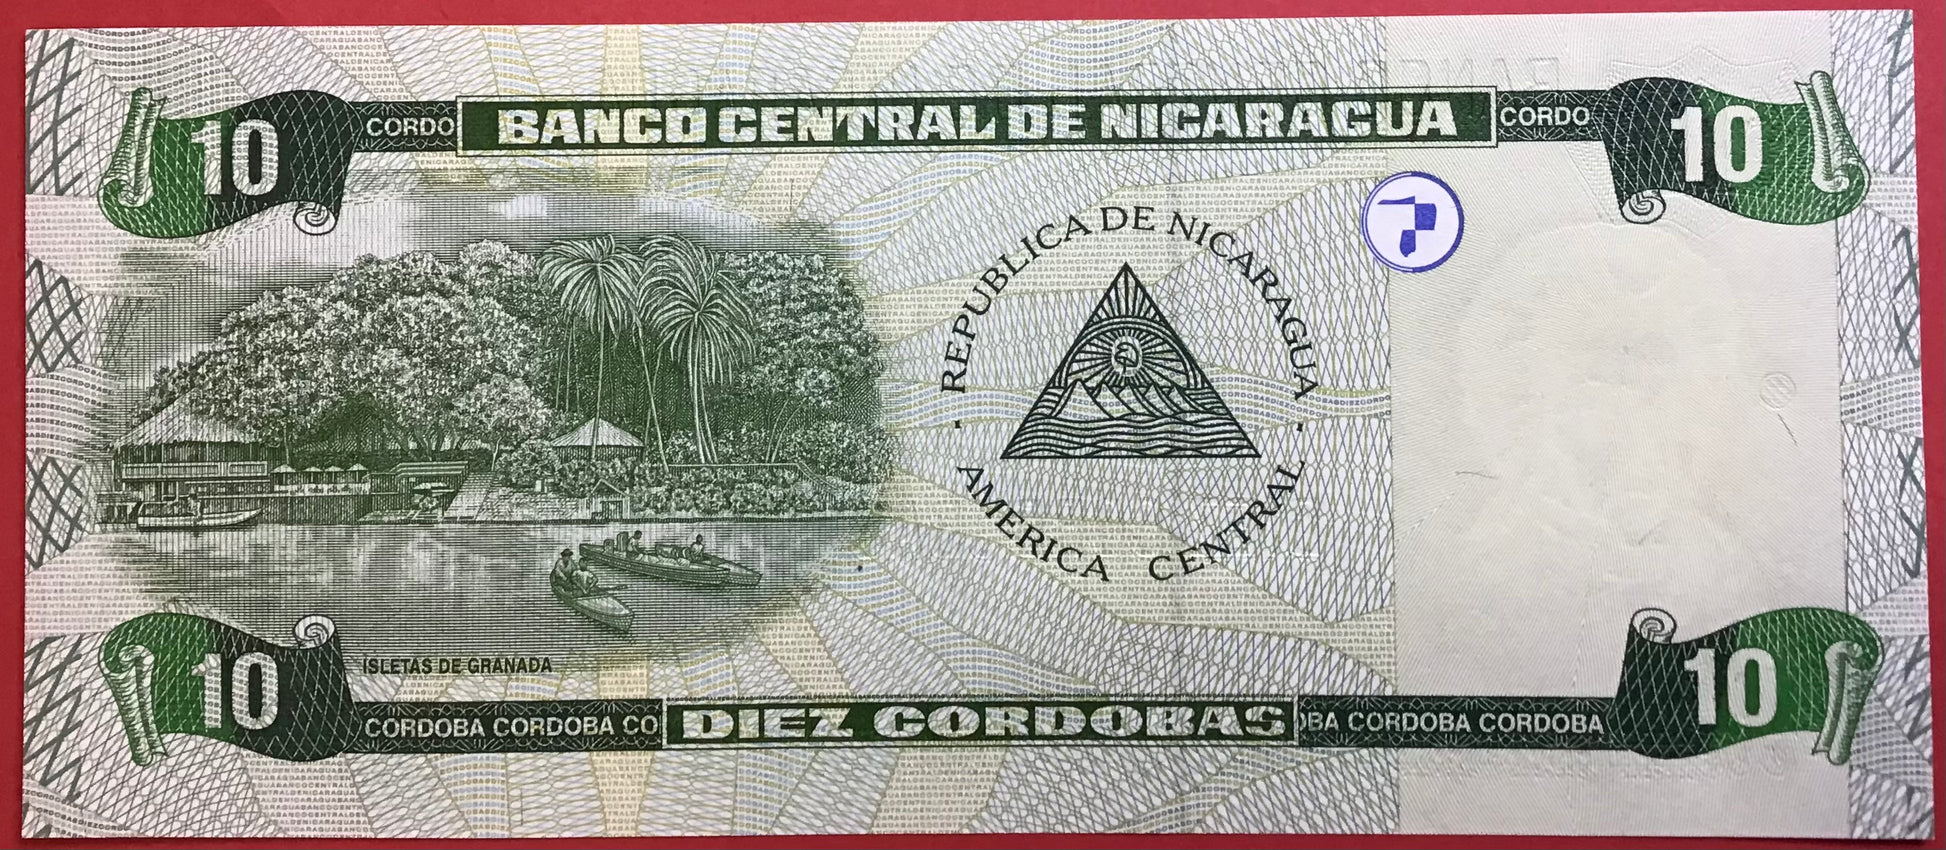 10 CORDO BANCO CENTRAL DE NICARAGUA CORDO 10
REPUBLICA DE NICARAGUA
AMERICA CENTRAL
ISLETAS DE GRANADA
10 CORDOBA CORDOBA CO DIEZ CORDOBAS BA CORDOBA CORDOBA 10